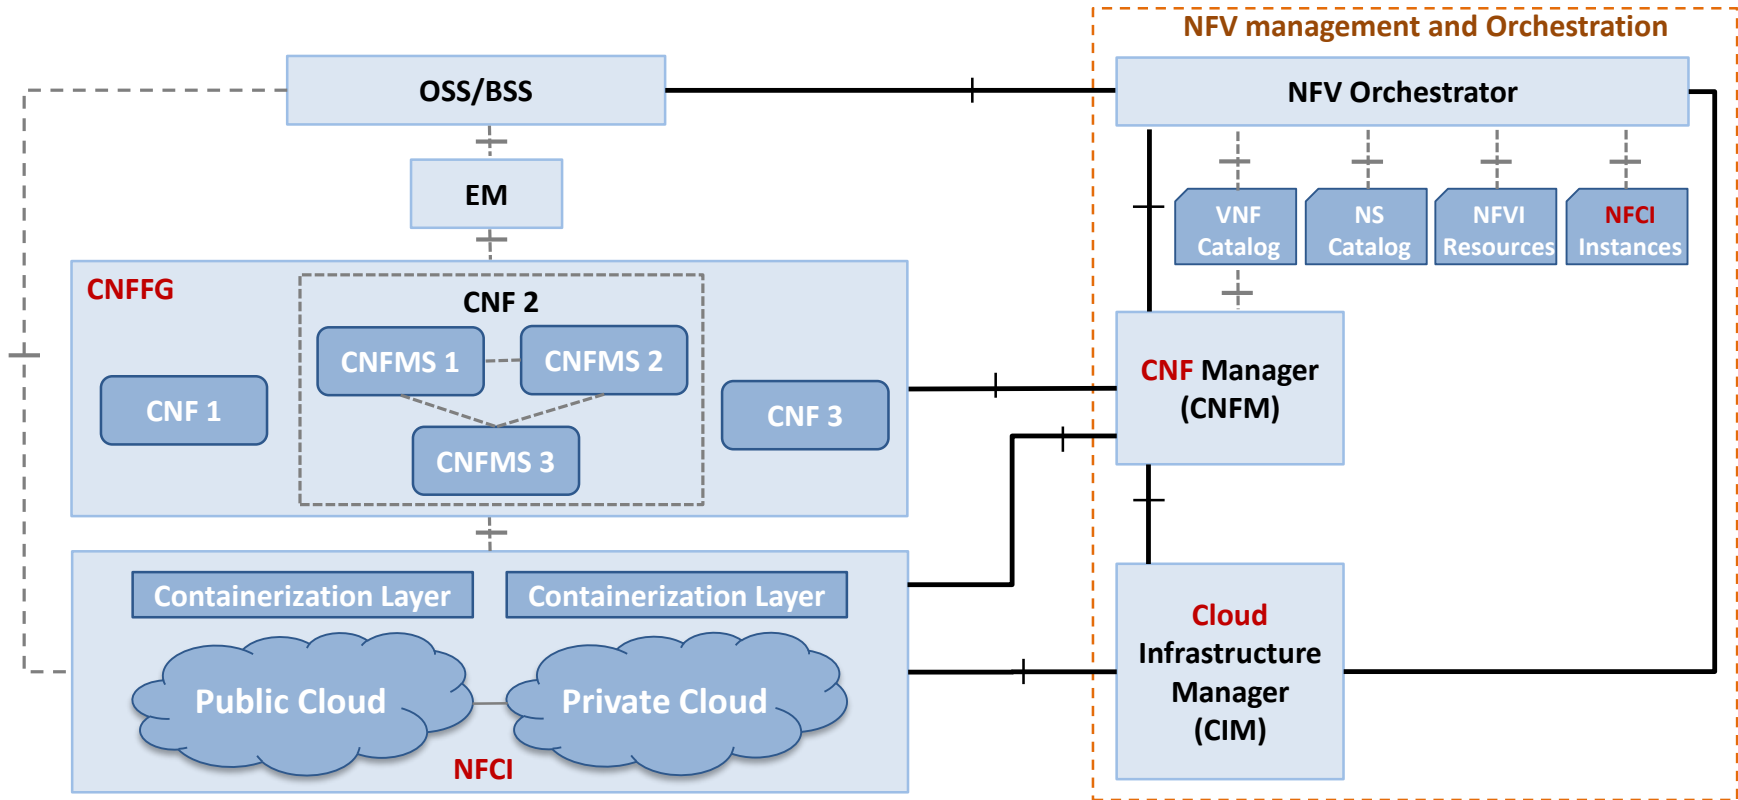 NFV management and Orchestration
OSS/BSS
NFV Orchestrator
EM
VNF
Catalog
NS
Catalog
NFVI
Resources
NFCI
Instances
CNFFG
CNF 2
CNFMS 1
CNFMS 2
CNF 1
CNF 3
CNFMS 3
CNF Manager
(CNFM)
Containerization Layer
Containerization Layer
Public Cloud
Private Cloud
NFCI
Cloud
Infrastructure
Manager
(CIM)